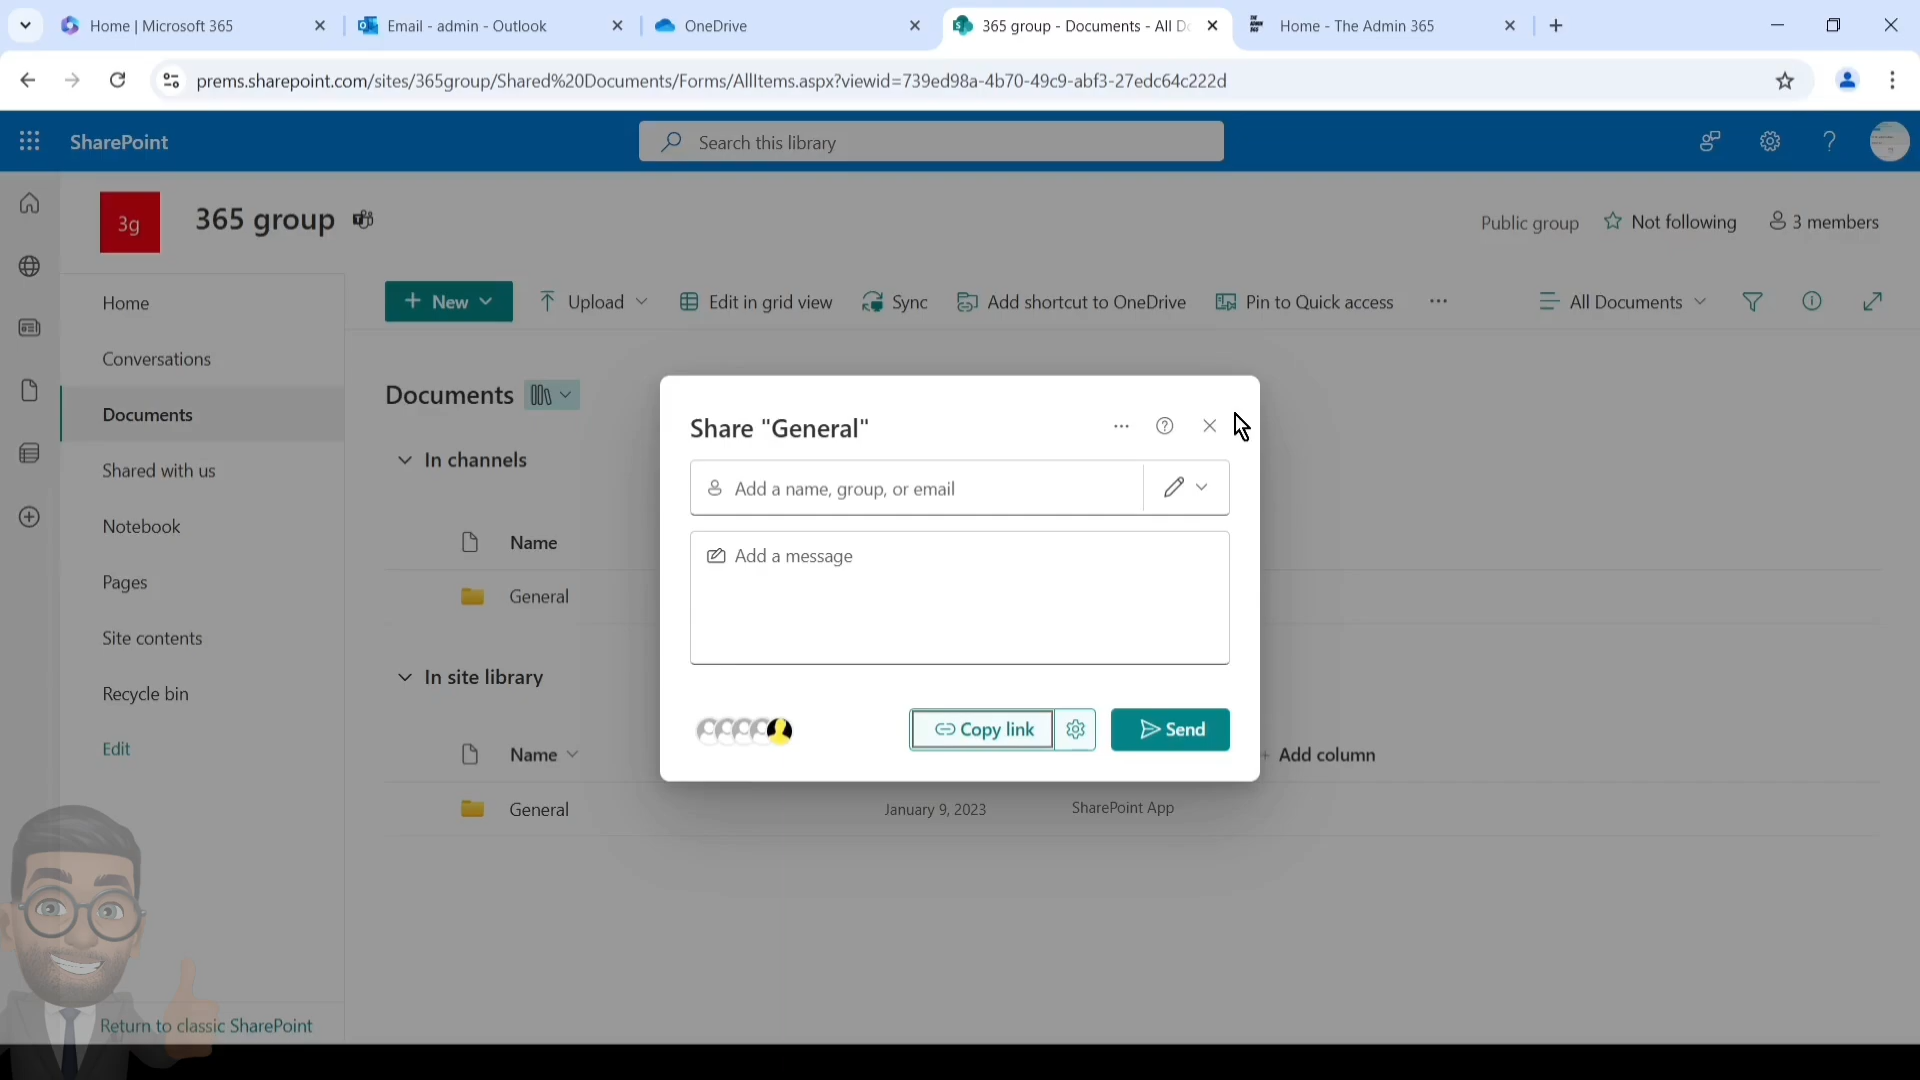 Home | Microsoft 365
Email - admin - Outlook
OneDrive
365 group - Documents - All Do
Home - The Admin 365
prems.sharepoint.com/sites/365group/Shared%20Documents/Forms/AllItems.aspx?viewid=739ed98a-4b70-49c9-abf3-27edc64c222d
SharePoint
Search this library
3g
365 group
Public group
Not following
3 members
Home
Conversations
Documents
Shared with us
Notebook
Pages
Site contents
Recycle bin
Edit
Return to classic SharePoint
New
Upload
Edit in grid view
Sync
Add shortcut to OneDrive
Pin to Quick access
All Documents
Documents
In channels
Name
General
In site library
Name
Add column
General
January 9, 2023
SharePoint App
Share "General"
Add a name, group, or email
Add a message
Copy link
Send